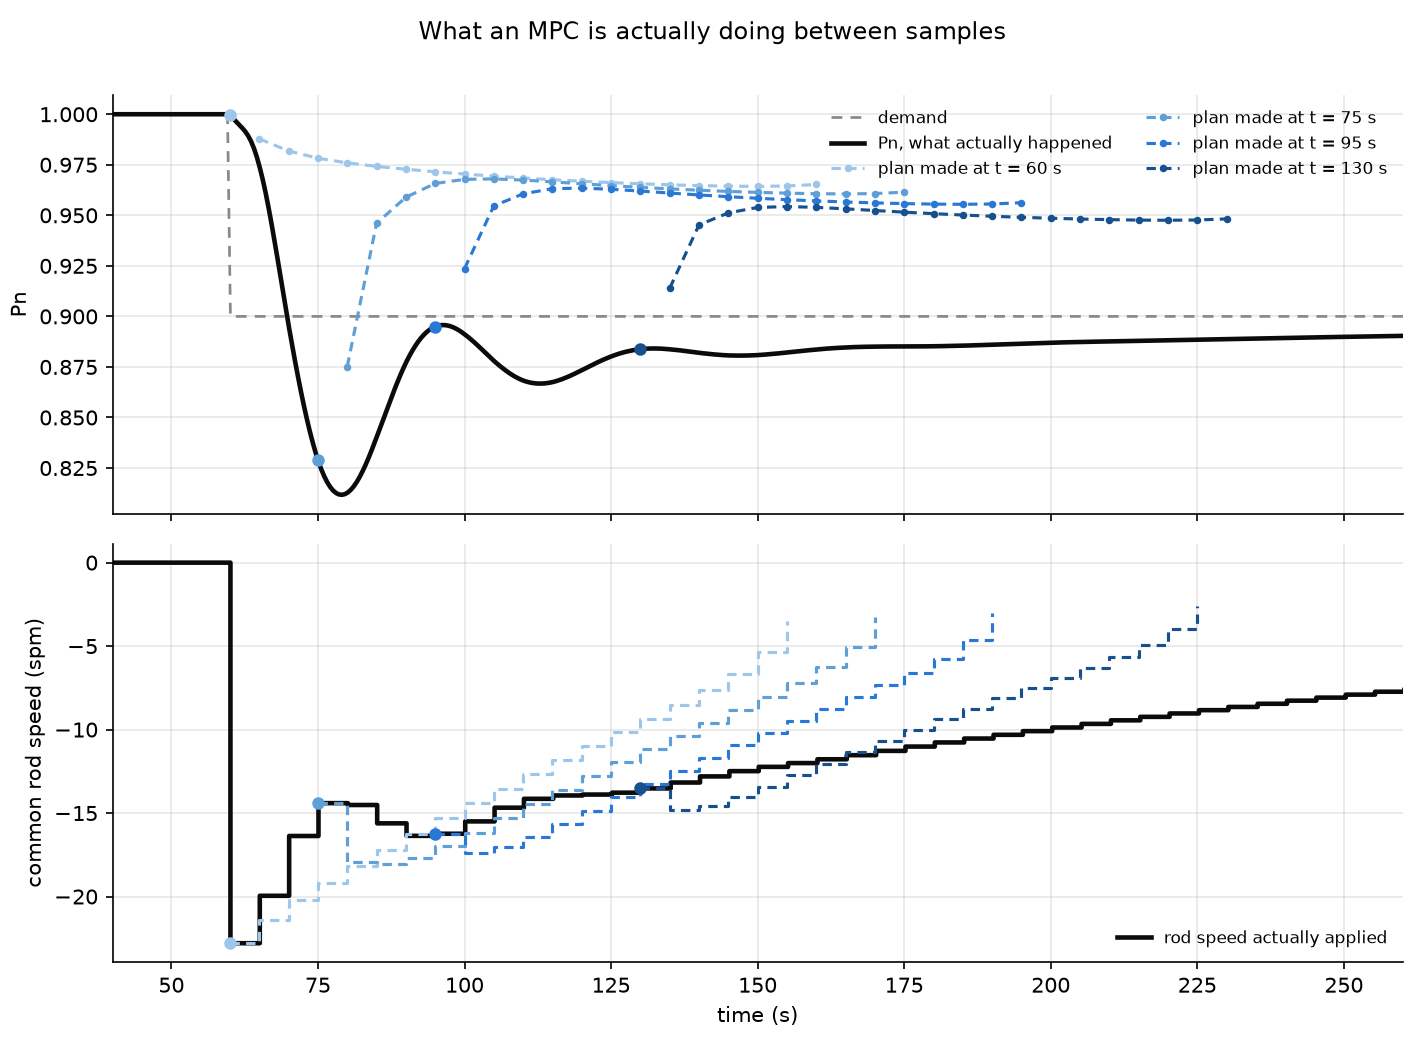 What an MPC is actually doing between samples
demand
Pn, what actually happened
plan made at t = 60 s
plan made at t = 75 s
plan made at t = 95 s
plan made at t = 130 s
1.000
0.975
0.950
0.925
0.900
0.875
0.850
0.825
Pn
0
−5
−10
−15
−20
common rod speed (spm)
rod speed actually applied
50
75
100
125
150
175
200
225
250
time (s)